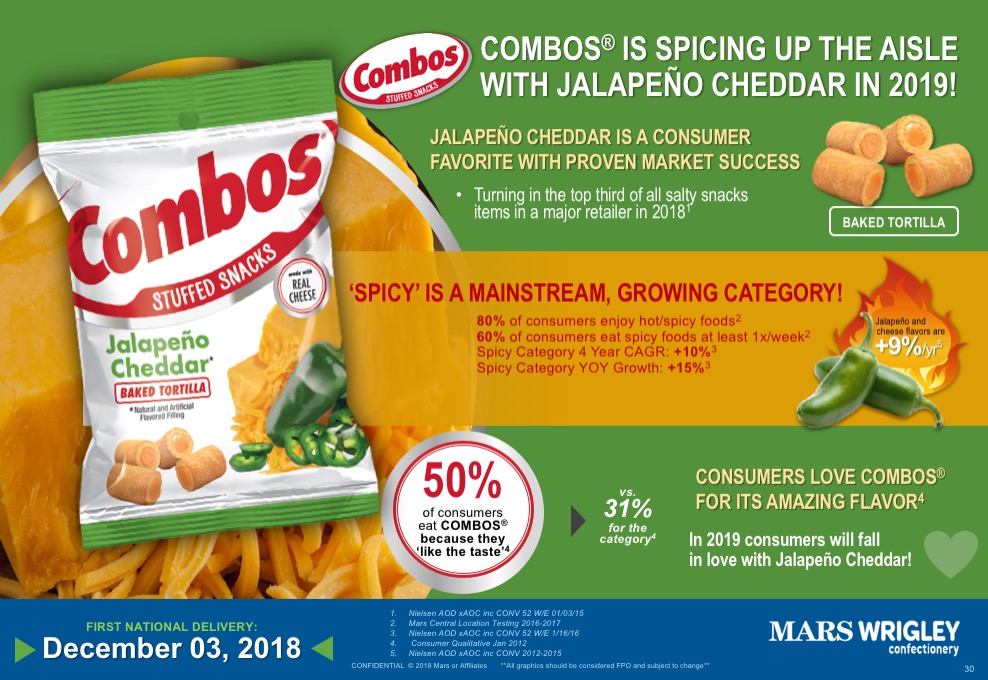 Combos
STUFFED SNACKS
COMBOS® IS SPICING UP THE AISLE
WITH JALAPEÑO CHEDDAR IN 2019!
JALAPEÑO CHEDDAR IS A CONSUMER
FAVORITE WITH PROVEN MARKET SUCCESS
• Turning in the top third of all salty snacks
items in a major retailer in 2018¹
BAKED TORTILLA
Combos®
STUFFED SNACKS
made with
REAL
CHEESE
Jalapeño
Cheddar*
BAKED TORTILLA
*Natural and Artificial
Flavored Filling
‘SPICY’ IS A MAINSTREAM, GROWING CATEGORY!
80% of consumers enjoy hot/spicy foods²
60% of consumers eat spicy foods at least 1x/week²
Spicy Category 4 Year CAGR: +10%³
Spicy Category YOY Growth: +15%³
Jalapeño and
cheese flavors are
+9%/yr⁵
50%
of consumers
eat COMBOS®
because they
‘like the taste’⁴
vs.
31%
for the
category⁴
CONSUMERS LOVE COMBOS®
FOR ITS AMAZING FLAVOR⁴
In 2019 consumers will fall
in love with Jalapeño Cheddar!
FIRST NATIONAL DELIVERY:
December 03, 2018
1. Nielsen AOD xAOC inc CONV 52 W/E 01/03/15
2. Mars Central Location Testing 2016-2017
3. Nielsen AOD xAOC inc CONV 52 W/E 1/16/16
4. Consumer Qualitative Jan 2012
5. Nielsen AOD xAOC inc CONV 2012-2015
CONFIDENTIAL © 2018 Mars or Affiliates **All graphics should be considered FPO and subject to change**
MARS WRIGLEY
confectionery
30